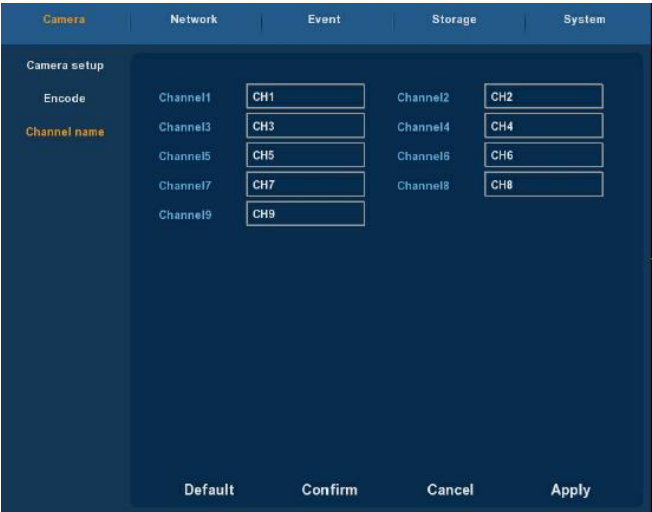 Camera Network Event Storage System
Camera setup
Encode
Channel name
Channel1 CH1 Channel2 CH2
Channel3 CH3 Channel4 CH4
Channel5 CH5 Channel6 CH6
Channel7 CH7 Channel8 CH8
Channel9 CH9
Default Confirm Cancel Apply